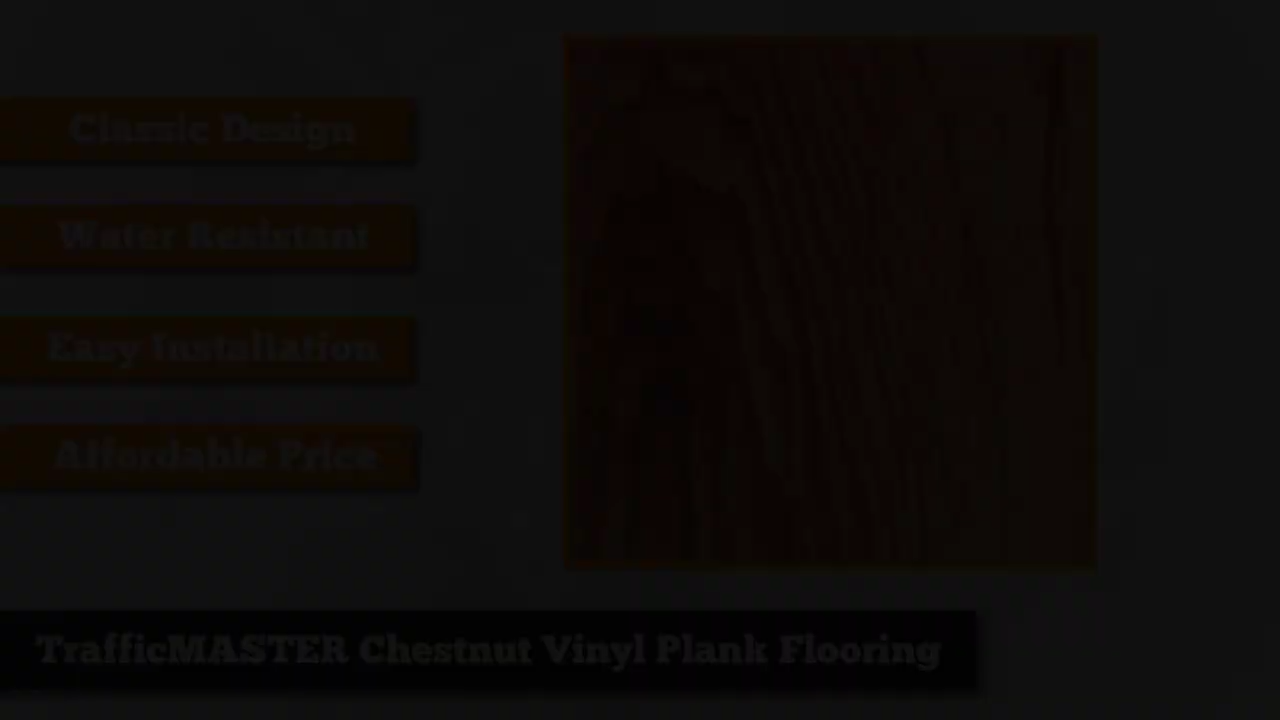 Classic Design
Water Resistant
Easy Installation
Affordable Price
TrafficMASTER Chestnut Vinyl Plank Flooring